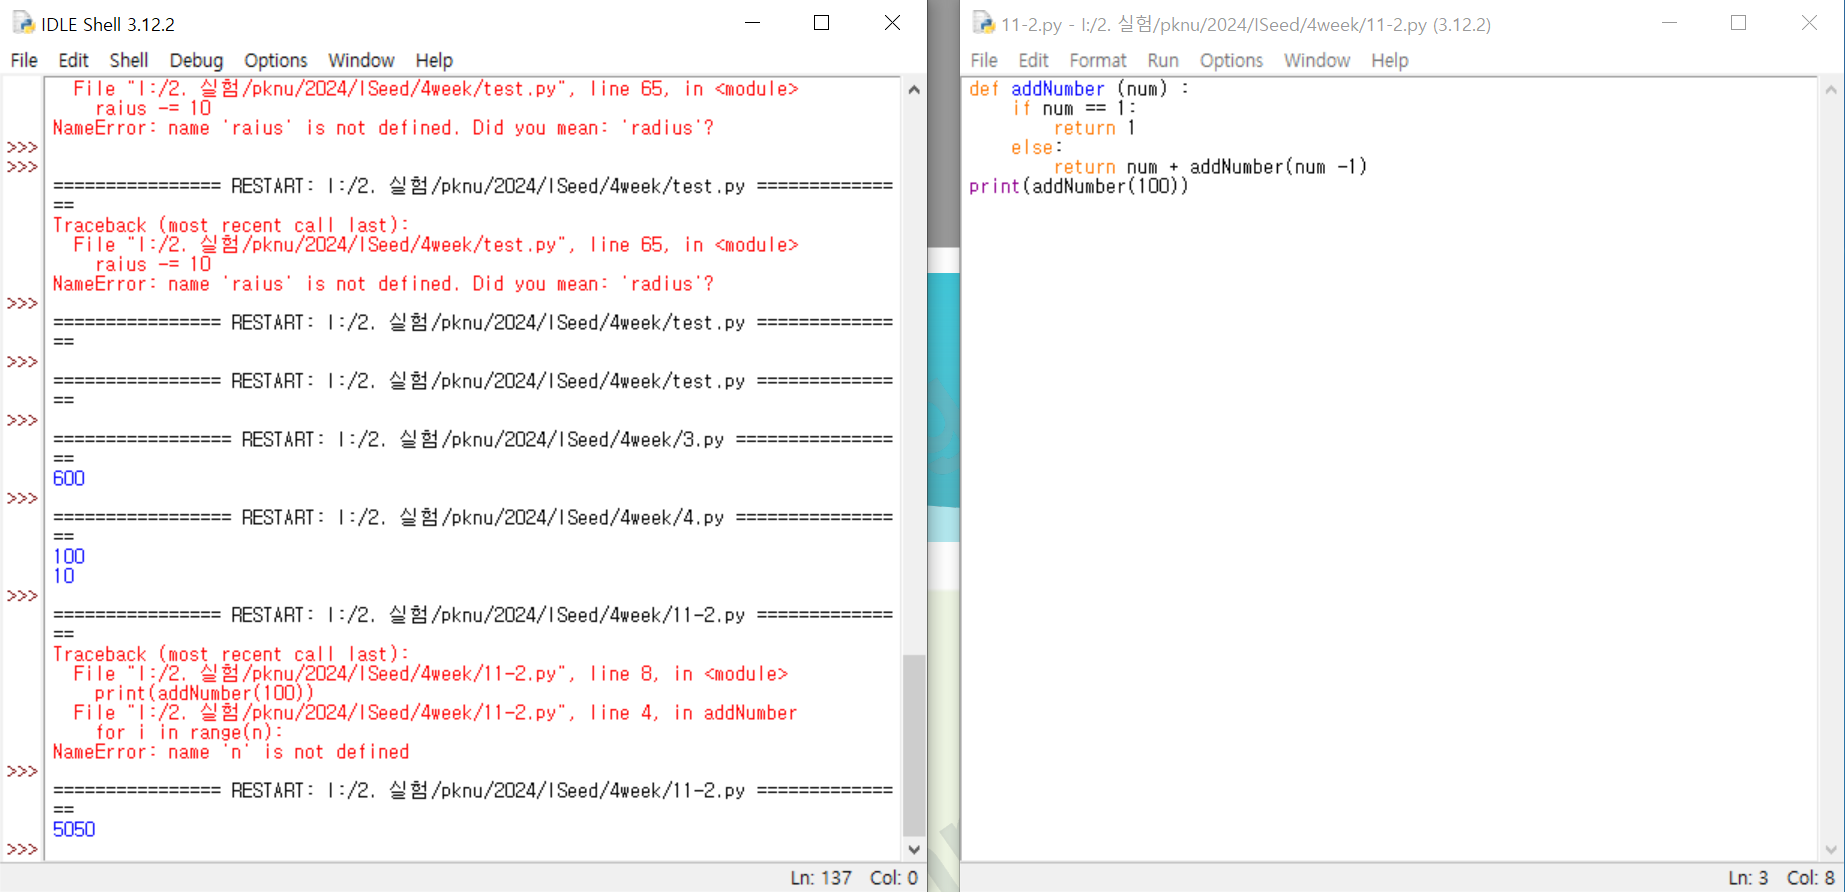 IDLE Shell 3.12.2
File Edit Shell Debug Options Window Help
  File "I:/2. 실험/pknu/2024/ISeed/4week/test.py", line 65, in <module>
    raius -= 10
NameError: name 'raius' is not defined. Did you mean: 'radius'?
>>>
>>>
================ RESTART: I:/2. 실험/pknu/2024/ISeed/4week/test.py =============
==
Traceback (most recent call last):
  File "I:/2. 실험/pknu/2024/ISeed/4week/test.py", line 65, in <module>
    raius -= 10
NameError: name 'raius' is not defined. Did you mean: 'radius'?
>>>
================ RESTART: I:/2. 실험/pknu/2024/ISeed/4week/test.py =============
==
>>>
================ RESTART: I:/2. 실험/pknu/2024/ISeed/4week/test.py =============
==
>>>
================= RESTART: I:/2. 실험/pknu/2024/ISeed/4week/3.py ===============
==
600
>>>
================= RESTART: I:/2. 실험/pknu/2024/ISeed/4week/4.py ===============
==
100
10
>>>
================ RESTART: I:/2. 실험/pknu/2024/ISeed/4week/11-2.py =============
==
Traceback (most recent call last):
  File "I:/2. 실험/pknu/2024/ISeed/4week/11-2.py", line 8, in <module>
    print(addNumber(100))
  File "I:/2. 실험/pknu/2024/ISeed/4week/11-2.py", line 4, in addNumber
    for i in range(n):
NameError: name 'n' is not defined
>>>
================ RESTART: I:/2. 실험/pknu/2024/ISeed/4week/11-2.py =============
==
5050
>>>
Ln: 137 Col: 0
11-2.py - I:/2. 실험/pknu/2024/ISeed/4week/11-2.py (3.12.2)
File Edit Format Run Options Window Help
def addNumber (num) :
    if num == 1:
        return 1
    else:
        return num + addNumber(num -1)
print(addNumber(100))
Ln: 3 Col: 8